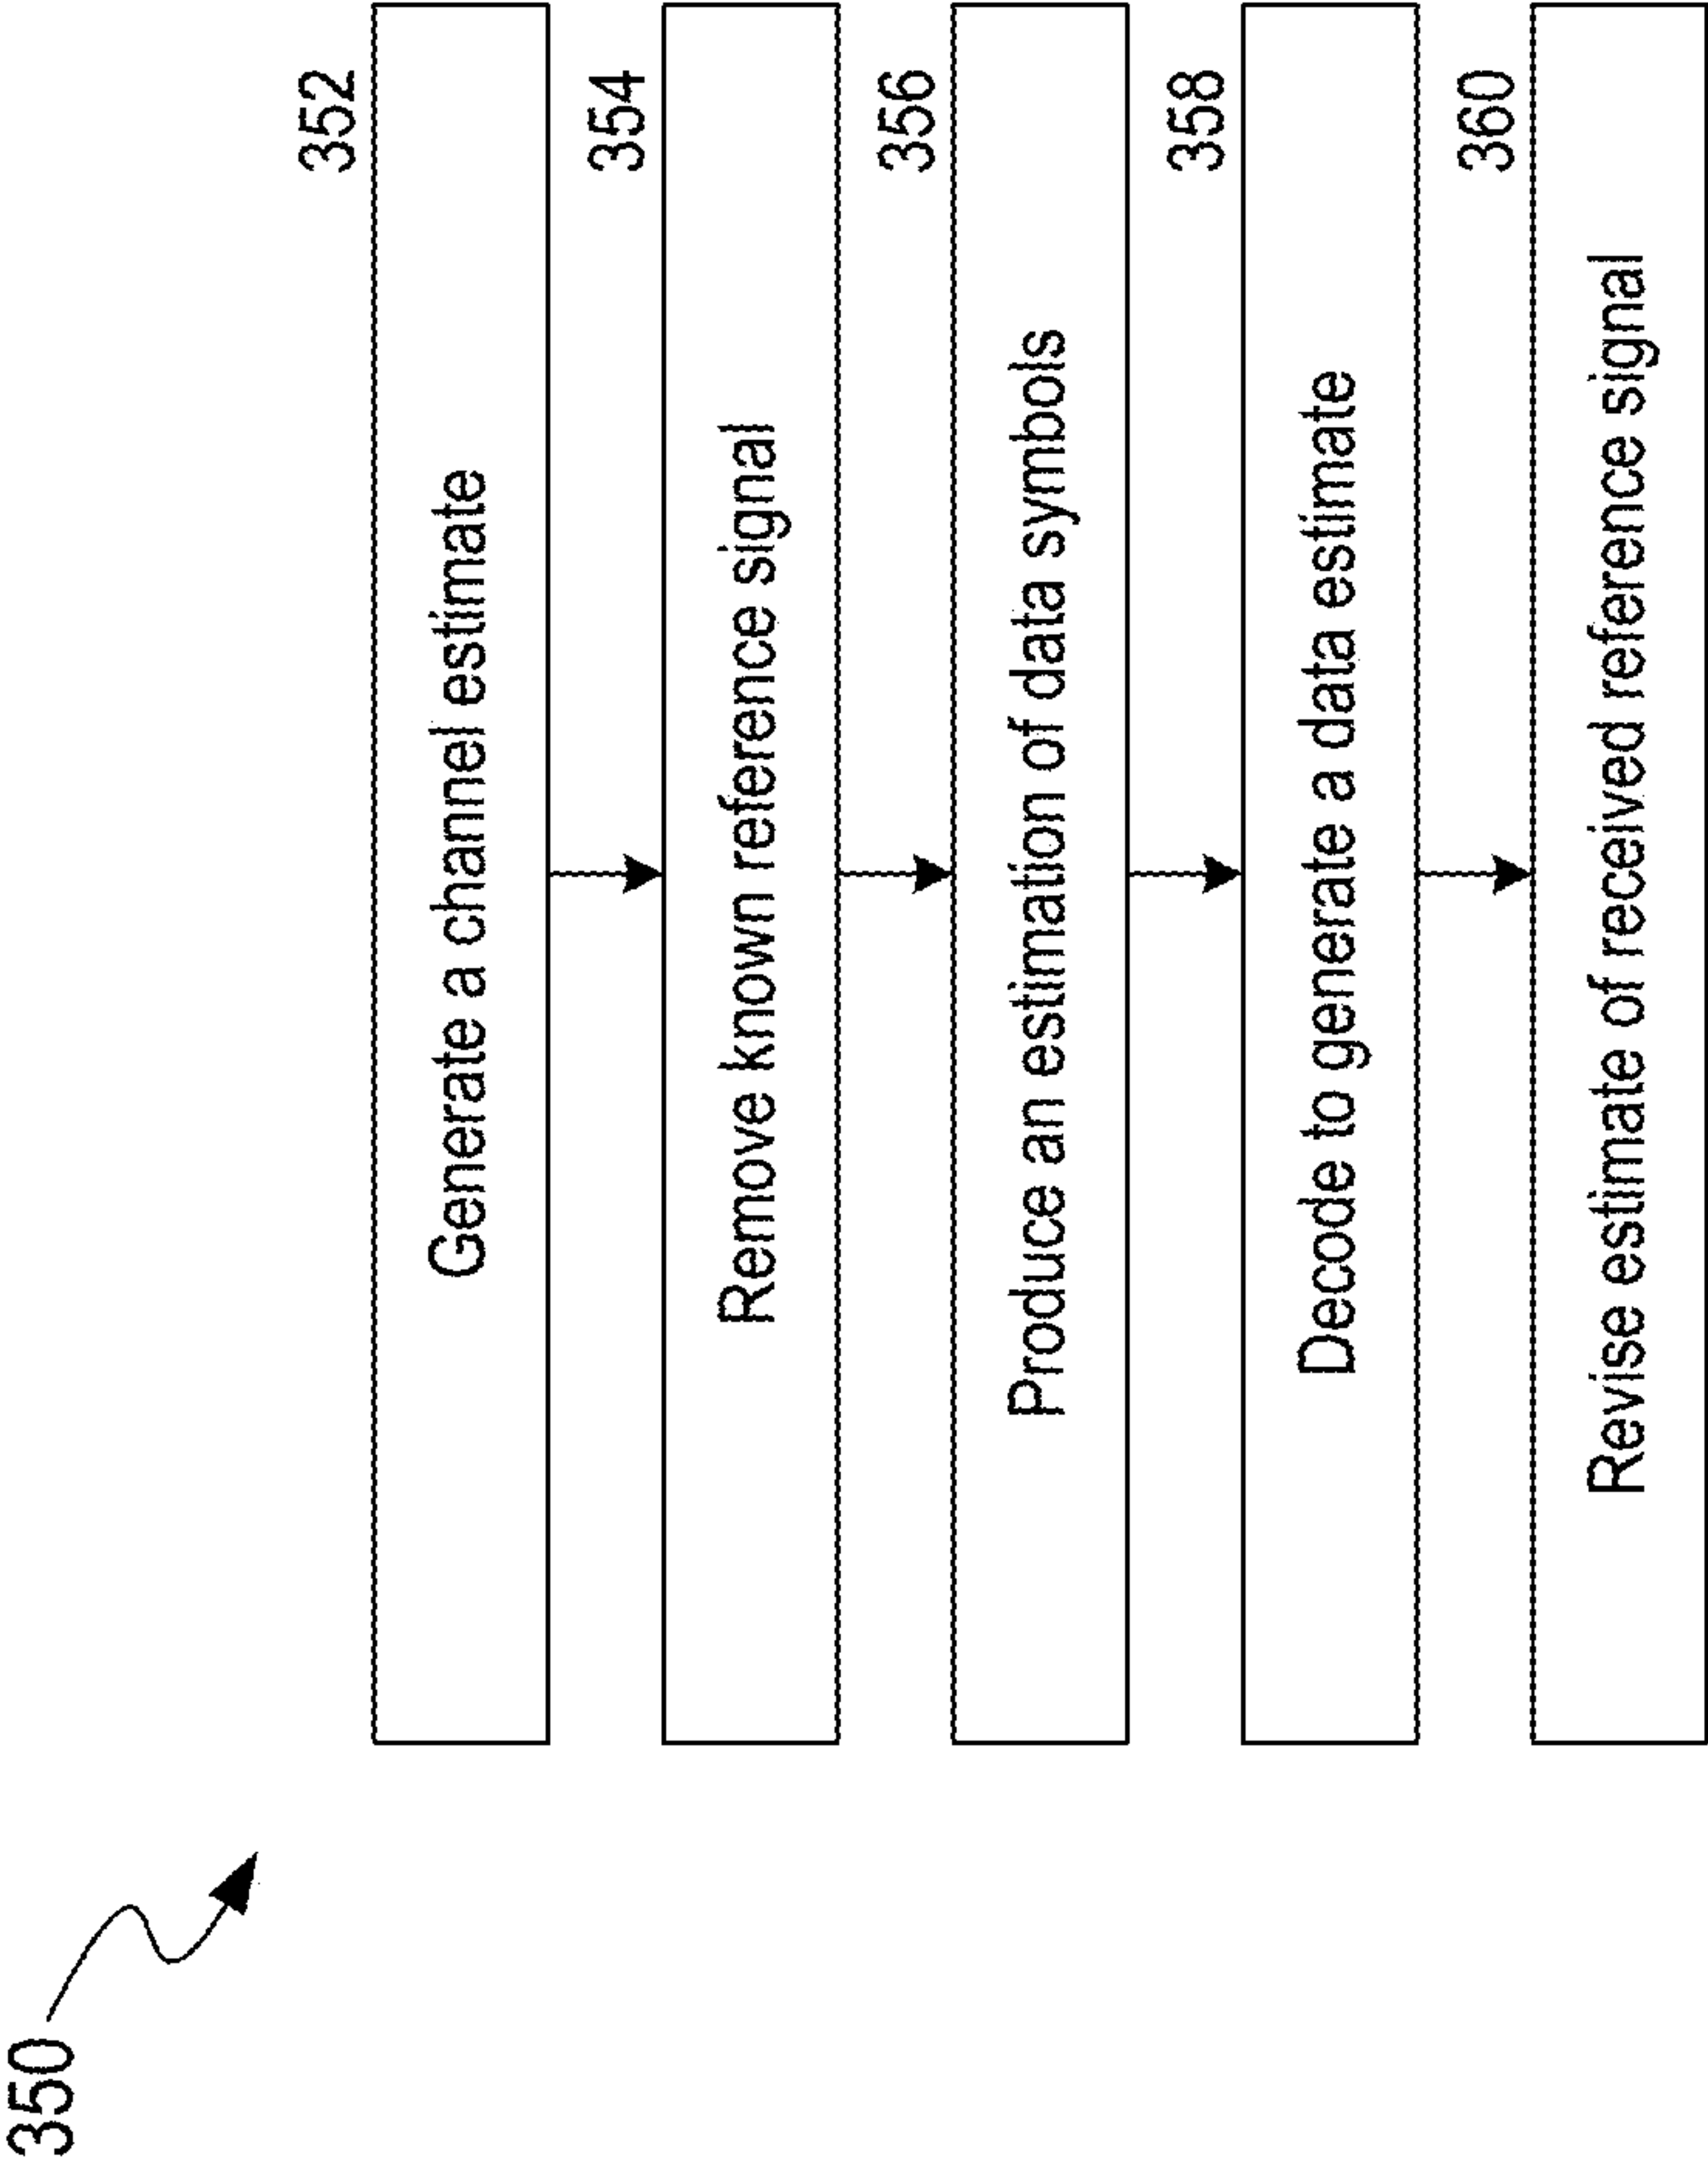 350
352
Generate a channel estimate
354
Remove known reference signal
356
Produce an estimation of data symbols
358
Decode to generate a data estimate
360
Revise estimate of received reference signal